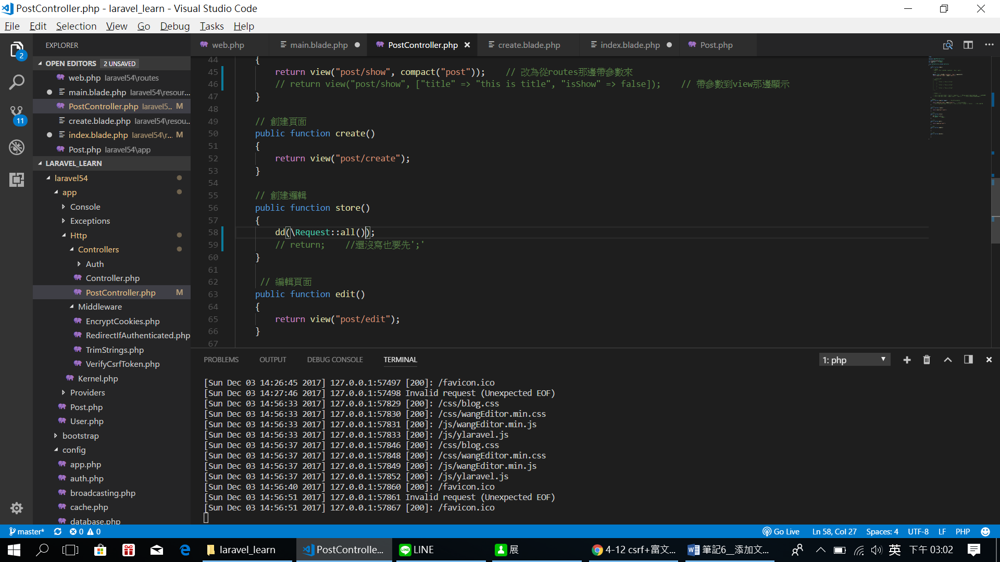 PostController.php - laravel_learn - Visual Studio Code
File Edit Selection View Go Debug Tasks Help
EXPLORER
web.php main.blade.php PostController.php create.blade.php index.blade.php Post.php
2
OPEN EDITORS 2 UNSAVED
web.php laravel54\routes
main.blade.php laravel54\resour...
PostController.php laravel5... M
create.blade.php laravel54\resou...
index.blade.php laravel54\r... M
Post.php laravel54\app
11
LARAVEL_LEARN
laravel54
app
Console
Exceptions
Http
Controllers
Auth
Controller.php
PostController.php M
Middleware
EncryptCookies.php
RedirectIfAuthenticated.php
TrimStrings.php
VerifyCsrfToken.php
Kernel.php
Providers
Post.php
User.php
bootstrap
config
app.php
auth.php
broadcasting.php
cache.php
database.php
44 {
45 return view("post/show", compact("post")); // 改為從routes那邊帶參數來
46 // return view("post/show", ["title" => "this is title", "isShow" => false]); // 帶參數到view那邊顯示
47 }
48
49 // 創建頁面
50 public function create()
51 {
52 return view("post/create");
53 }
54
55 // 創建邏輯
56 public function store()
57 {
58 dd(\Request::all());
59 // return; //還沒寫也要先';'
60 }
61
62 // 編輯頁面
63 public function edit()
64 {
65 return view("post/edit");
66 }
67
PROBLEMS OUTPUT DEBUG CONSOLE TERMINAL 1: php
[Sun Dec 03 14:26:45 2017] 127.0.0.1:57497 [200]: /favicon.ico
[Sun Dec 03 14:27:46 2017] 127.0.0.1:57498 Invalid request (Unexpected EOF)
[Sun Dec 03 14:56:33 2017] 127.0.0.1:57829 [200]: /css/blog.css
[Sun Dec 03 14:56:33 2017] 127.0.0.1:57830 [200]: /css/wangEditor.min.css
[Sun Dec 03 14:56:33 2017] 127.0.0.1:57831 [200]: /js/wangEditor.min.js
[Sun Dec 03 14:56:33 2017] 127.0.0.1:57833 [200]: /js/ylaravel.js
[Sun Dec 03 14:56:37 2017] 127.0.0.1:57846 [200]: /css/blog.css
[Sun Dec 03 14:56:37 2017] 127.0.0.1:57848 [200]: /css/wangEditor.min.css
[Sun Dec 03 14:56:37 2017] 127.0.0.1:57849 [200]: /js/wangEditor.min.js
[Sun Dec 03 14:56:37 2017] 127.0.0.1:57852 [200]: /js/ylaravel.js
[Sun Dec 03 14:56:40 2017] 127.0.0.1:57860 [200]: /favicon.ico
[Sun Dec 03 14:56:51 2017] 127.0.0.1:57861 Invalid request (Unexpected EOF)
[Sun Dec 03 14:56:51 2017] 127.0.0.1:57867 [200]: /favicon.ico
master* 0 0 Go Live Ln 58, Col 27 Spaces: 4 UTF-8 LF PHP
laravel_learn PostControlle... LINE 展 4-12 csrf+富文... 筆記6__添加文... 英 下午 03:02